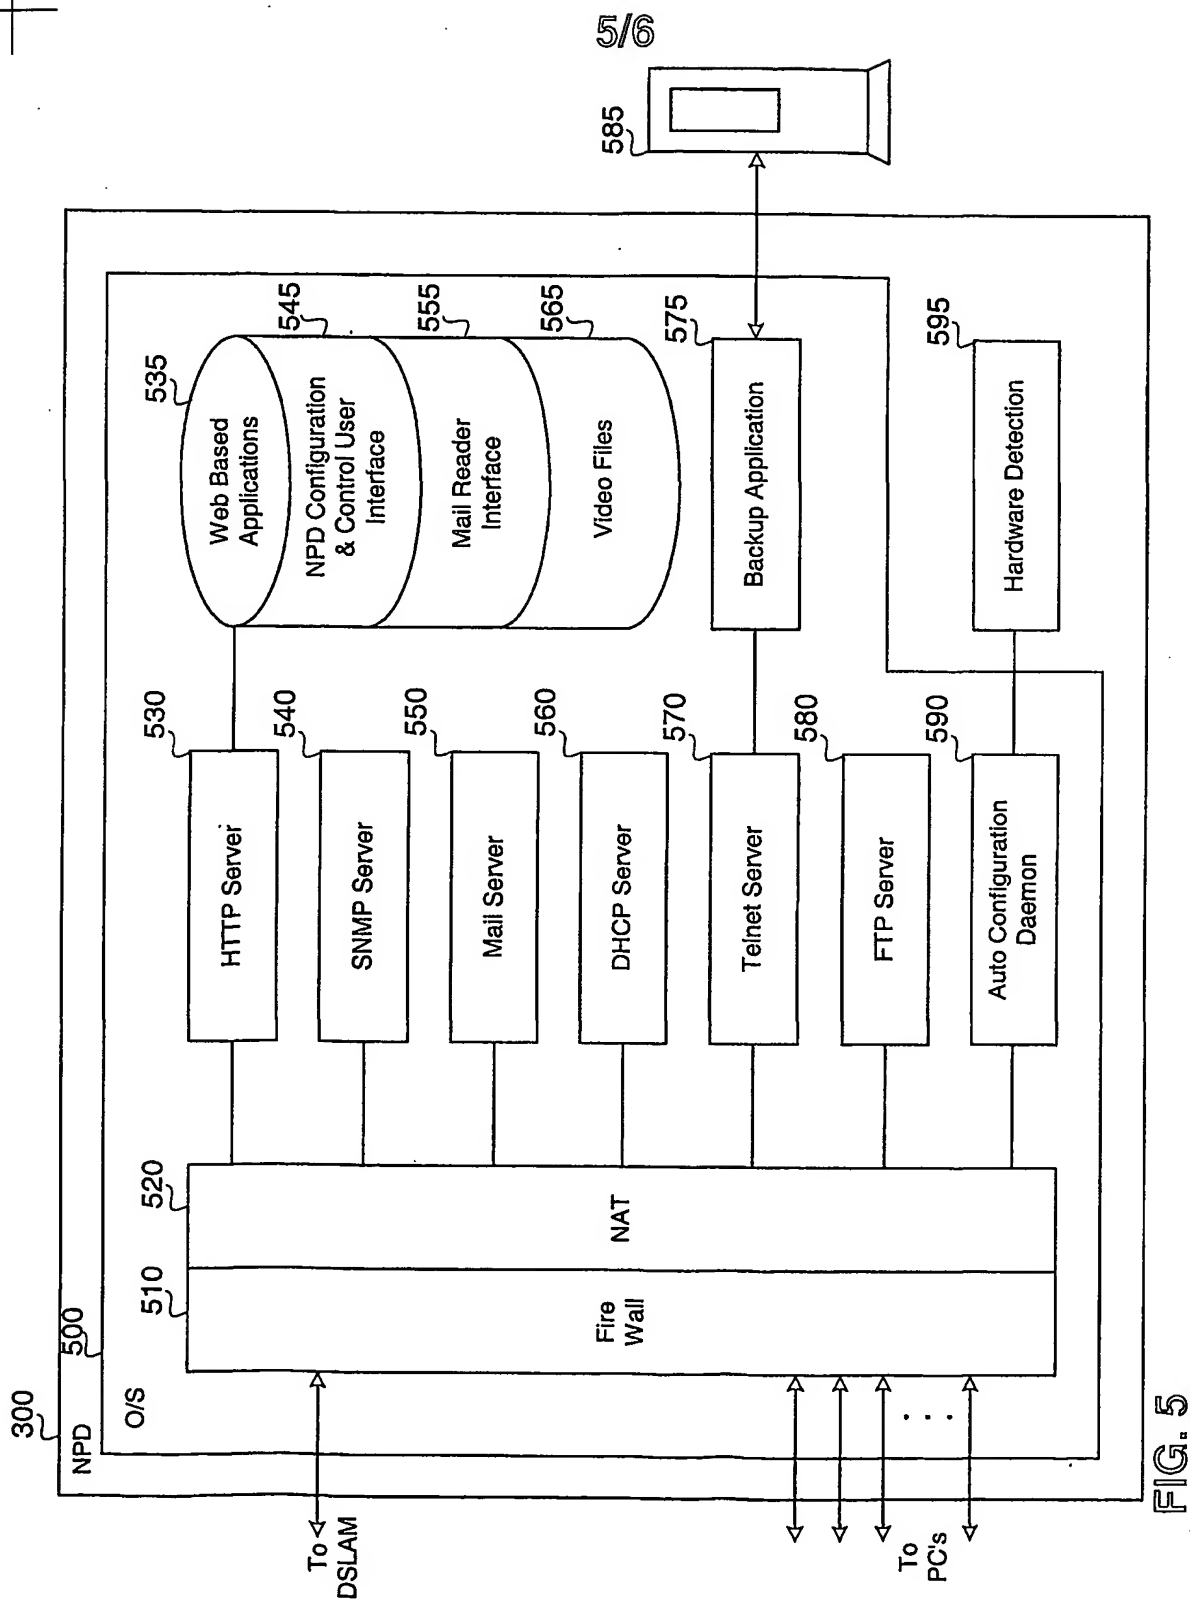 5/6
300
NPD
500
O/S
To
DSLAM
To
PC's
. . .
510
Fire
Wall
520
NAT
530
HTTP Server
540
SNMP Server
550
Mail Server
560
DHCP Server
570
Telnet Server
580
FTP Server
590
Auto Configuration
Daemon
535
Web Based
Applications
545
NPD Configuration
& Control User
Interface
555
Mail Reader
Interface
565
Video Files
575
Backup Application
585
595
Hardware Detection
FIG. 5